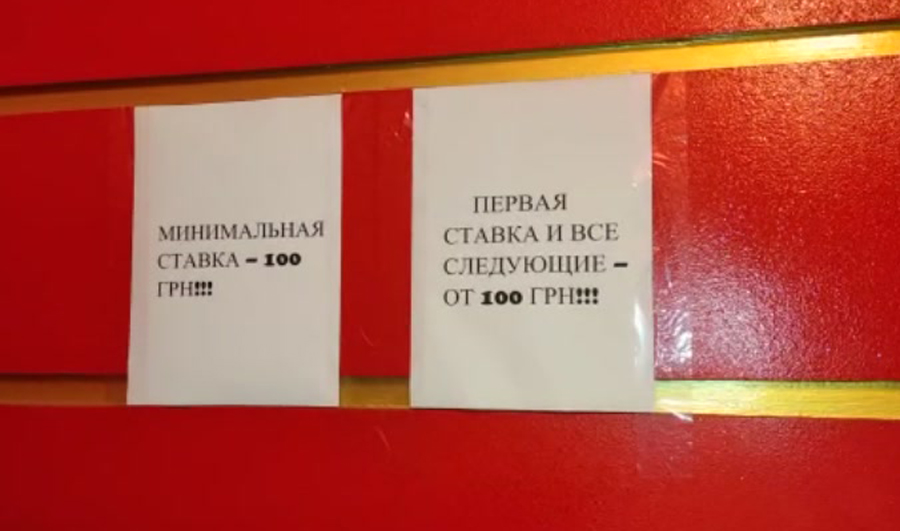 МИНИМАЛЬНАЯ
СТАВКА – 100
ГРН!!!
ПЕРВАЯ
СТАВКА И ВСЕ
СЛЕДУЮЩИЕ –
ОТ 100 ГРН!!!